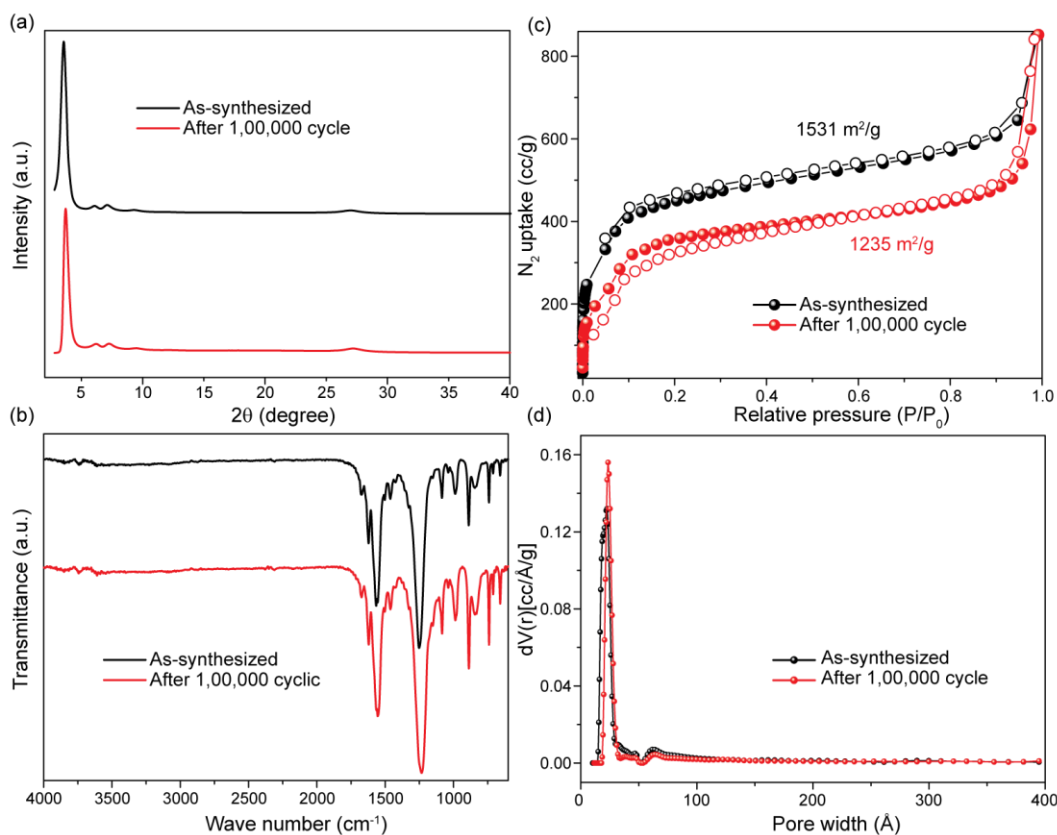 (a)
As-synthesized
After 1,00,000 cycle
Intensity (a.u.)
5 10 15 20 25 30 35 40
2θ (degree)
(c)
800
600
400
200
N₂ uptake (cc/g)
1531 m²/g
1235 m²/g
As-synthesized
After 1,00,000 cycle
0.0 0.2 0.4 0.6 0.8 1.0
Relative pressure (P/P₀)
(b)
Transmittance (a.u.)
As-synthesized
After 1,00,000 cyclic
4000 3500 3000 2500 2000 1500 1000
Wave number (cm⁻¹)
(d)
0.16
0.12
0.08
0.04
0.00
dV(r)[cc/Å/g]
As-synthesized
After 1,00,000 cycle
0 100 200 300 400
Pore width (Å)